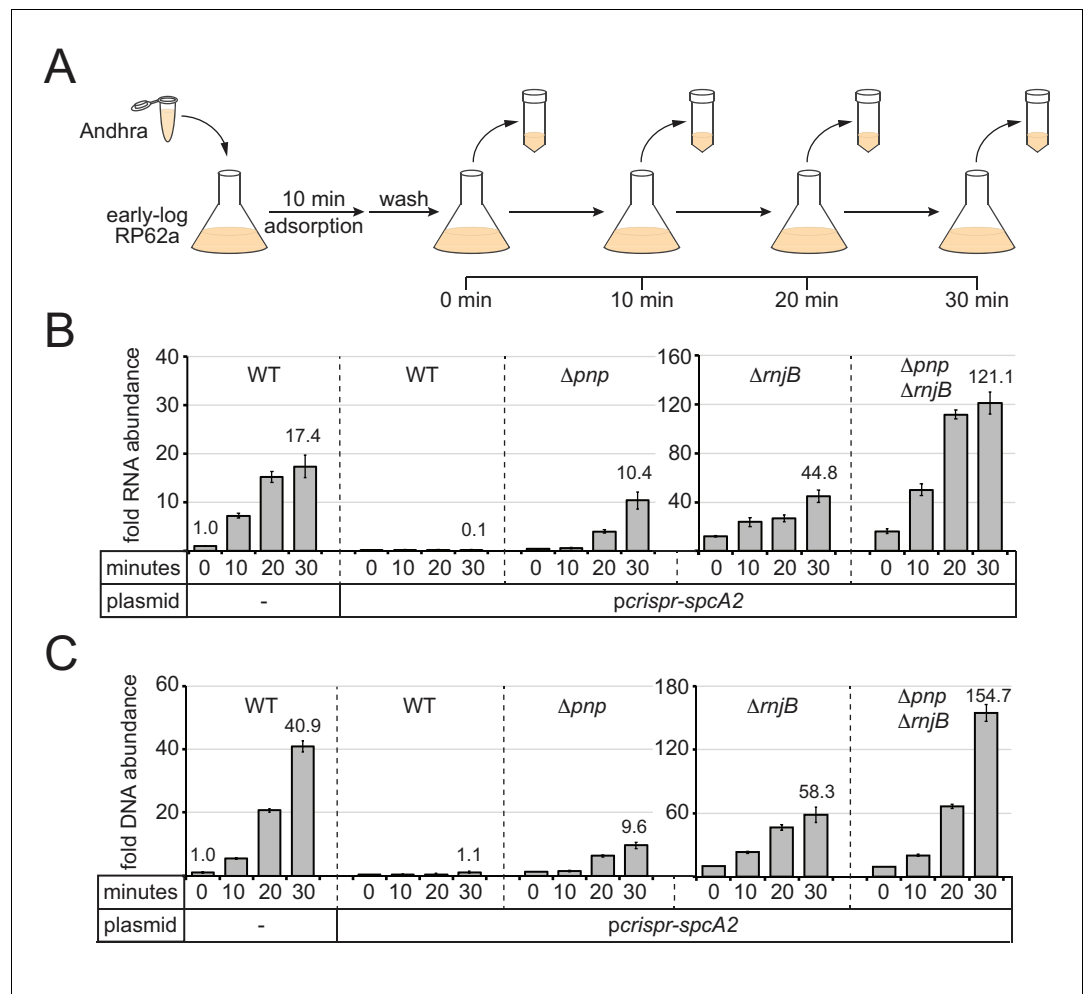 A
Andhra
early-log
RP62a
10 min
adsorption
wash
0 min 10 min 20 min 30 min
B
fold RNA abundance
40
30
20
10
WT WT Δpnp
1.0 17.4 0.1 10.4
160
120
80
40
ΔrnjB Δpnp
ΔrnjB
44.8 121.1
minutes 0 10 20 30 0 10 20 30 0 10 20 30 0 10 20 30 0 10 20 30
plasmid - pcrispr-spcA2
C
fold DNA abundance
60
40
20
WT WT Δpnp
1.0 40.9 1.1 9.6
180
120
60
ΔrnjB Δpnp
ΔrnjB
58.3 154.7
minutes 0 10 20 30 0 10 20 30 0 10 20 30 0 10 20 30 0 10 20 30
plasmid - pcrispr-spcA2